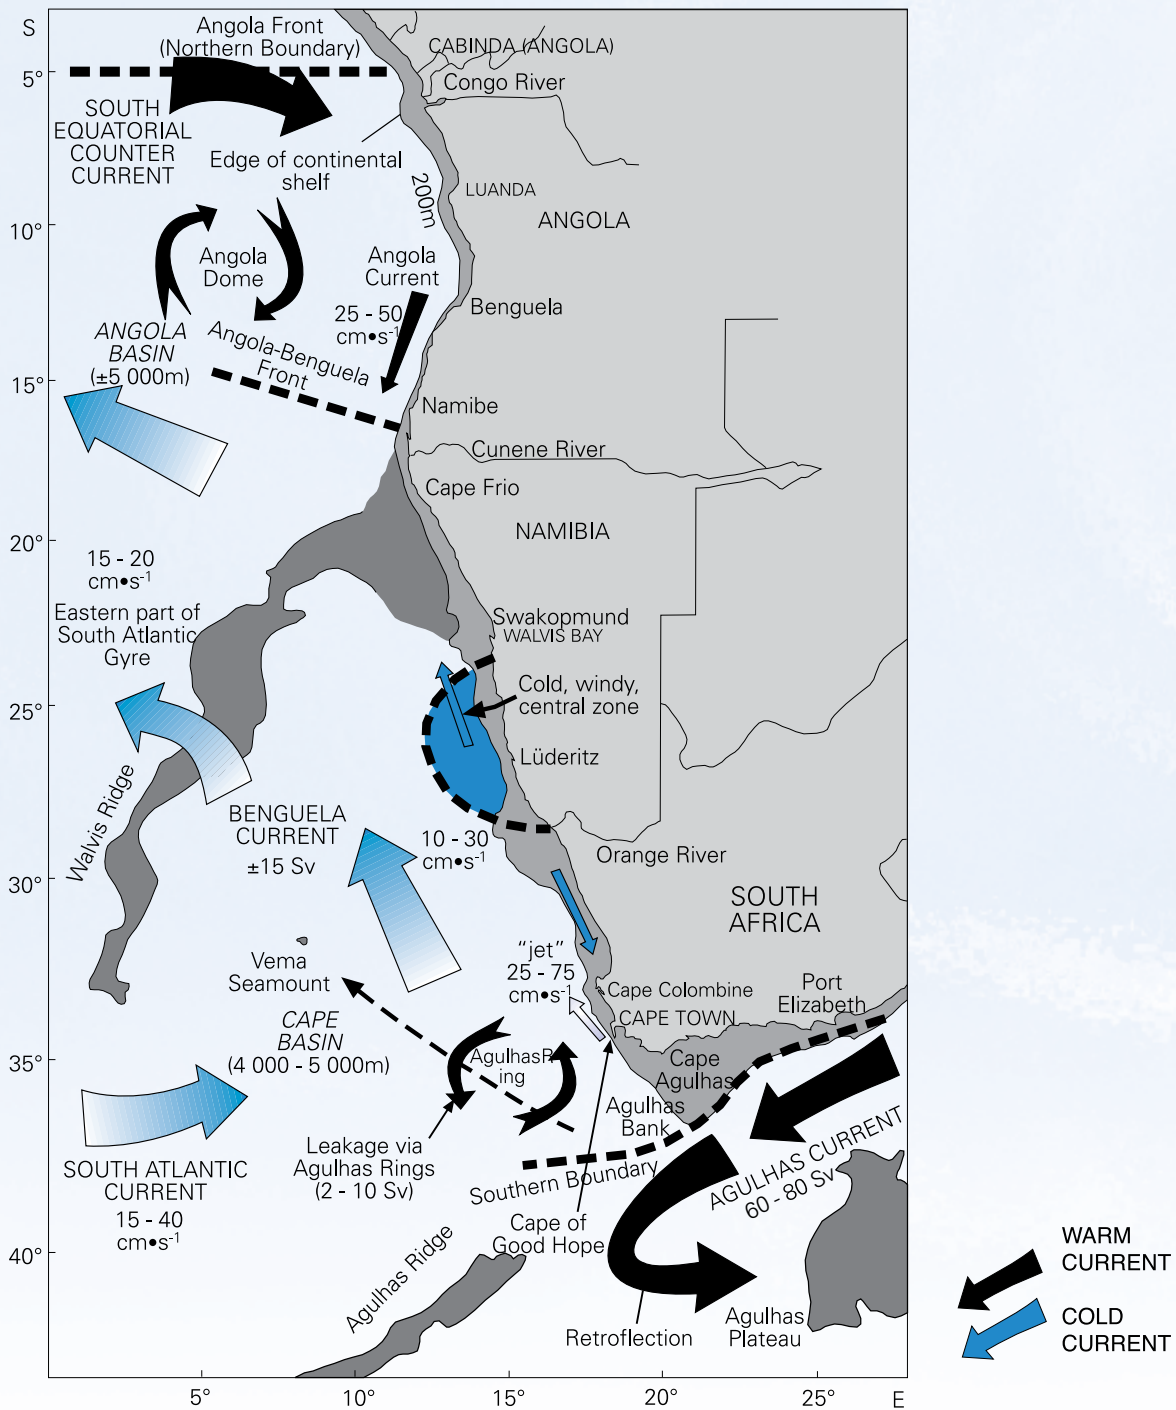 S
Angola Front
(Northern Boundary)
CABINDA (ANGOLA)
5°
Congo River
SOUTH
EQUATORIAL
COUNTER
CURRENT
Edge of continental
shelf
200m
LUANDA
ANGOLA
10°
Angola
Dome
Angola
Current
25 - 50
cm•s-1
Benguela
ANGOLA
BASIN
(±5 000m)
Angola-Benguela
Front
15°
Namibe
Cunene River
Cape Frio
NAMIBIA
20°
15 - 20
cm•s-1
Eastern part of
South Atlantic
Gyre
Swakopmund
WALVIS BAY
Cold, windy,
central zone
25°
Lüderitz
Walvis Ridge
BENGUELA
CURRENT
±15 Sv
10 - 30
cm•s-1
Orange River
30°
SOUTH
AFRICA
"jet"
25 - 75
cm•s-1
Vema
Seamount
Cape Colombine
CAPE TOWN
Port
Elizabeth
CAPE
BASIN
(4 000 - 5 000m)
35°
AgulhasR
ing
Cape
Agulhas
Agulhas
Bank
Leakage via
Agulhas Rings
(2 - 10 Sv)
Southern Boundary
AGULHAS CURRENT
60 - 80 Sv
SOUTH ATLANTIC
CURRENT
15 - 40
cm•s-1
Cape of
Good Hope
40°
Agulhas Ridge
Retroflection
Agulhas
Plateau
WARM
CURRENT
COLD
CURRENT
5°
10°
15°
20°
25°
E